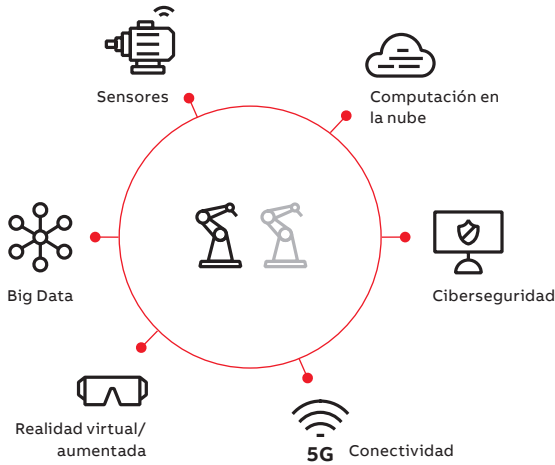 Sensores
Computación en
la nube
Big Data
Ciberseguridad
Realidad virtual/
aumentada
5G Conectividad